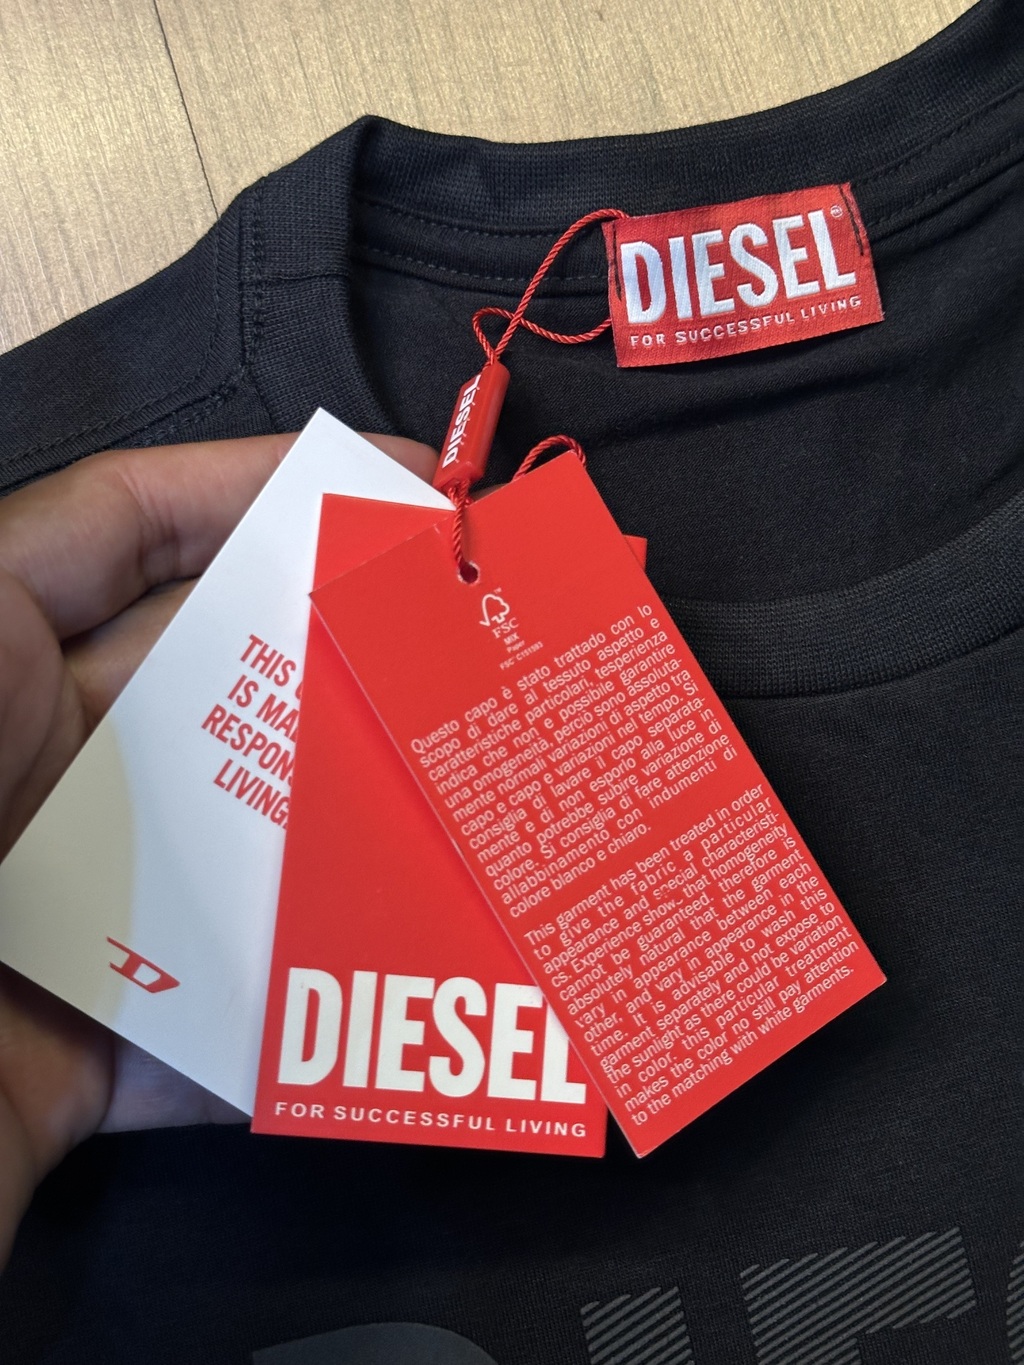 DIESEL
FOR SUCCESSFUL LIVING
DIESEL
THIS
IS MA
RESPON
LIVING
D
DIESEL
FOR SUCCESSFUL LIVING
FSC
MIX
Paper
FSC® C151393
Questo capo è stato trattato con lo
scopo di dare al tessuto aspetto e
caratteristiche particolari, l'esperienza
indica che non è possibile garantire
una omogeneità, perciò sono assoluta-
mente normali variazioni di aspetto tra
capo e capo e variazioni nel tempo. Si
consiglia di lavare il capo separata-
mente e di non esporlo alla luce in
quanto potrebbe subire variazione di
colore. Si consiglia di fare attenzione
all'abbinamento con indumenti di
colore bianco e chiaro.
This garment has been treated in order
to give the fabric a particular
appearance and special characteristi-
cs. Experience shows that homogeneity
cannot be guaranteed, therefore is
absolutely natural that the garment
vary in appearance between each
other, and vary in appearance in the
time. It is advisable to wash this
garment separately and not expose to
the sunlight as there could be variation
in color, this particular treatment
makes the color no still pay attention
to the matching with white garments.